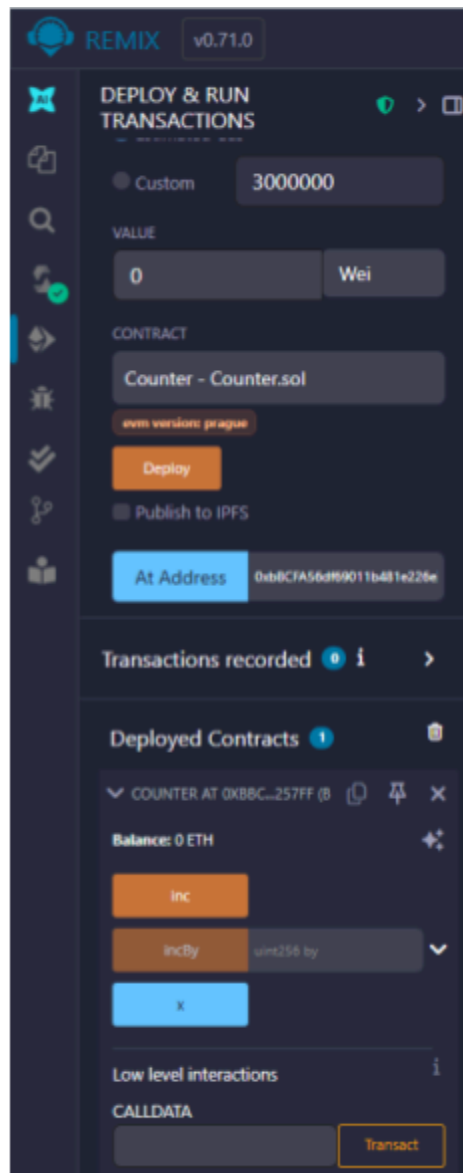 REMIX v0.71.0
DEPLOY & RUN
TRANSACTIONS
Custom 3000000
VALUE
0 Wei
CONTRACT
Counter - Counter.sol
evm version: prague
Deploy
Publish to IPFS
At Address 0xbBCFA56df69011b481e226e
Transactions recorded 0 i
Deployed Contracts 1
COUNTER AT 0XBBC...257FF (B
Balance: 0 ETH
inc
incBy uint256 by
x
Low level interactions i
CALLDATA
Transact